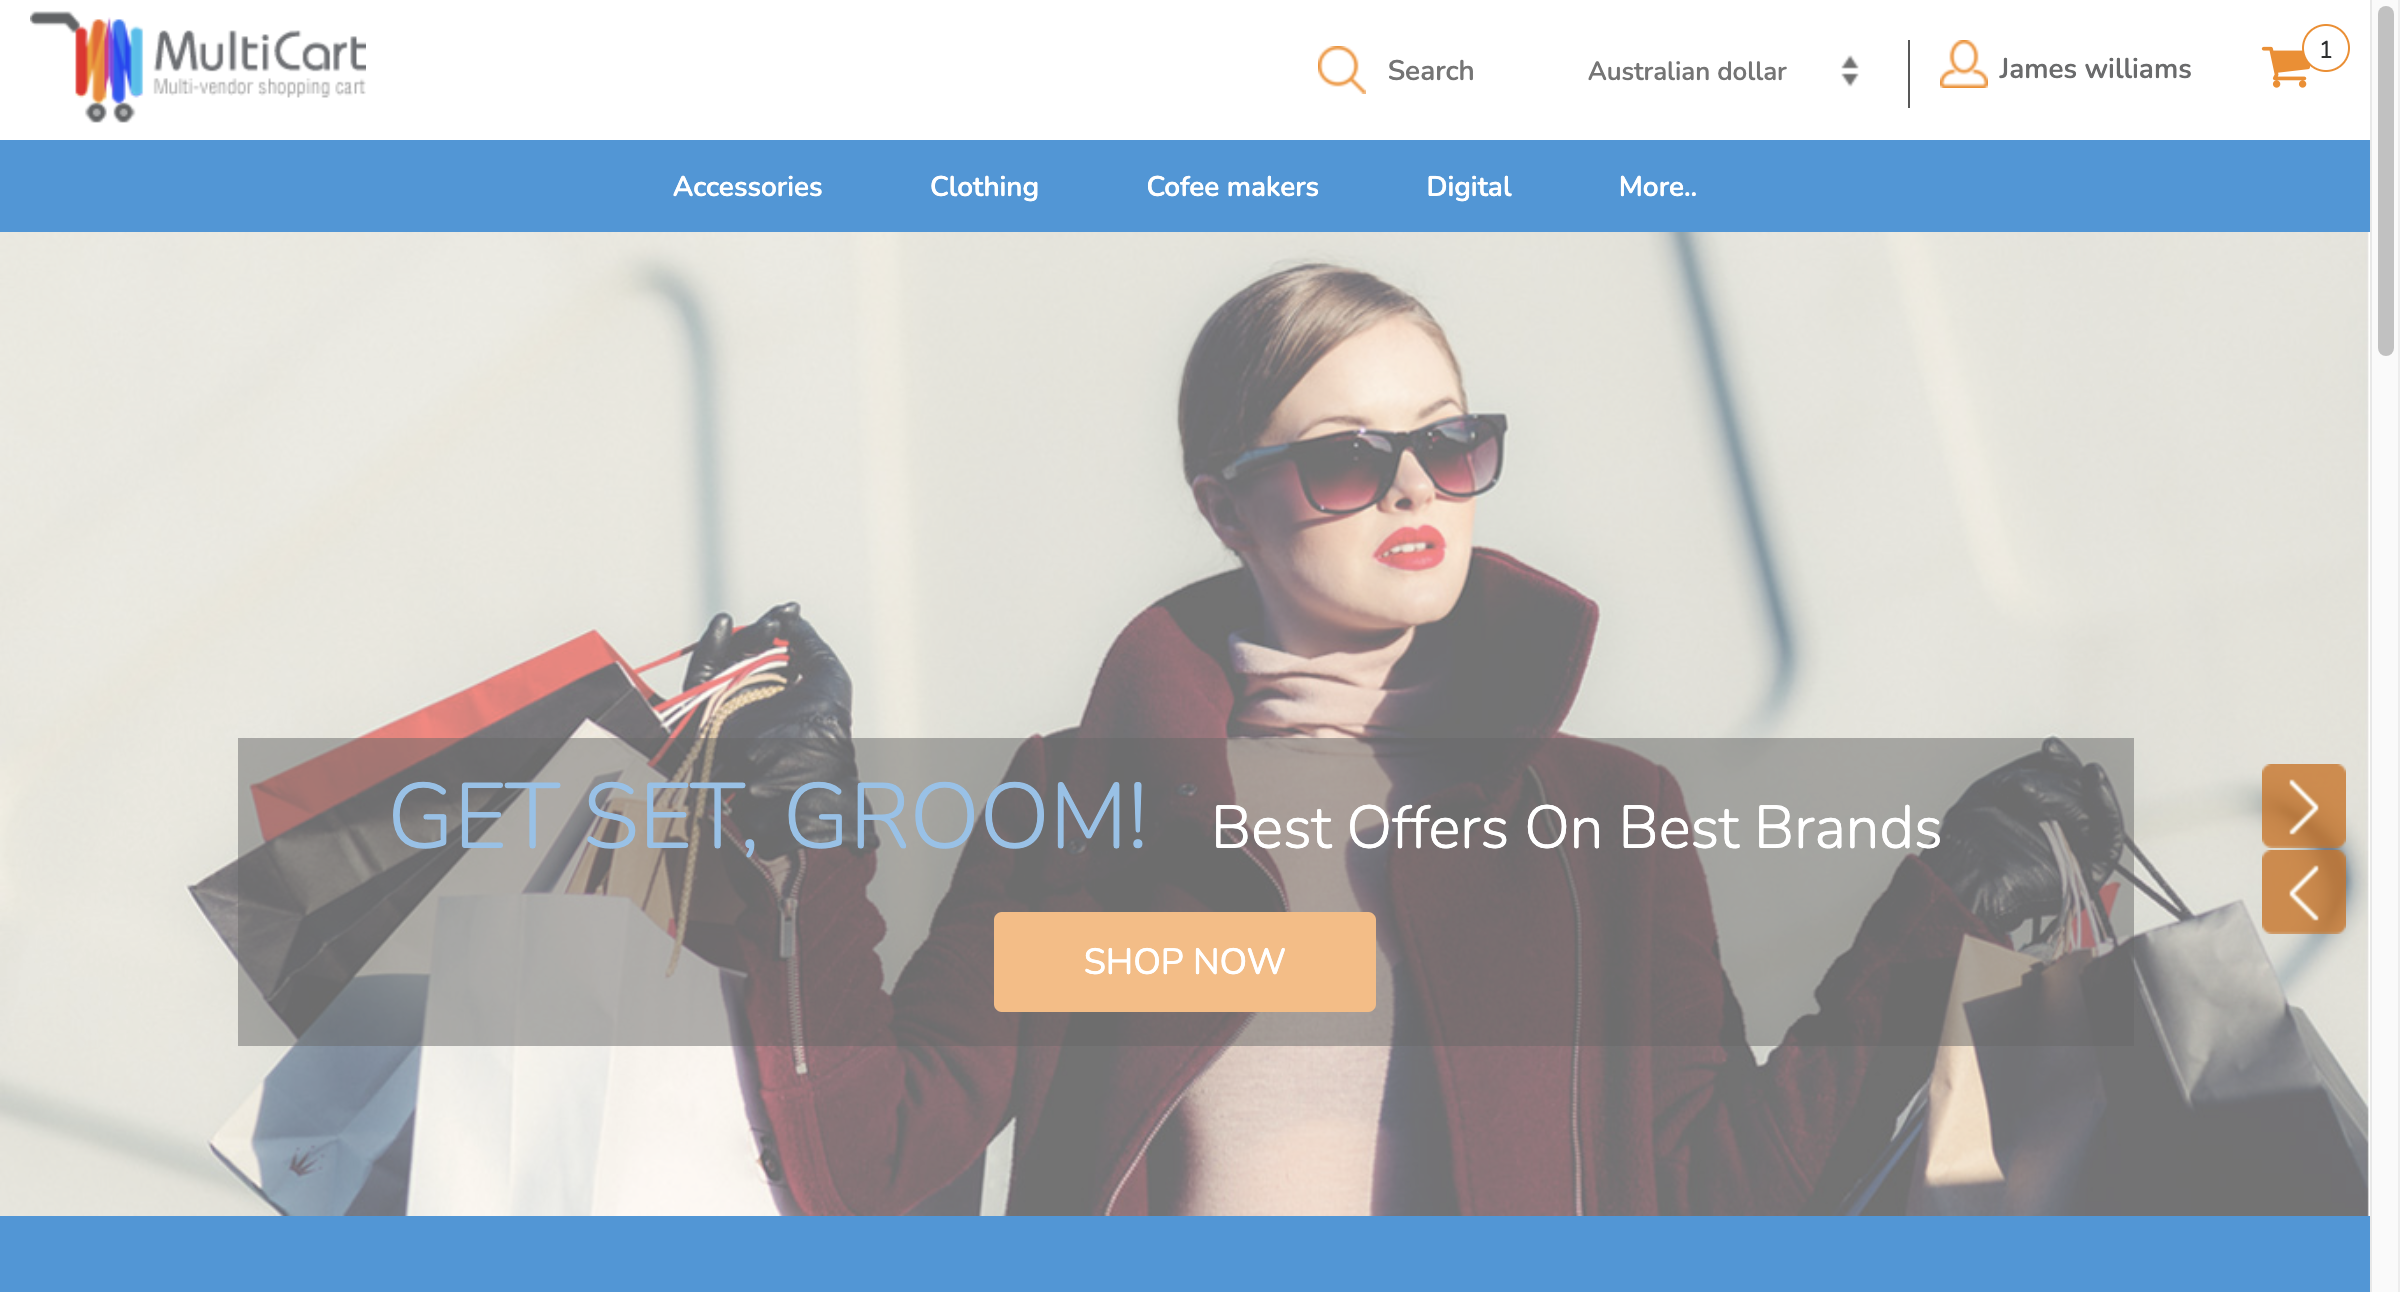 MultiCart
Multi-vendor shopping cart
Search
Australian dollar
James williams
1
Accessories
Clothing
Cofee makers
Digital
More..
GET SET, GROOM!
Best Offers On Best Brands
SHOP NOW